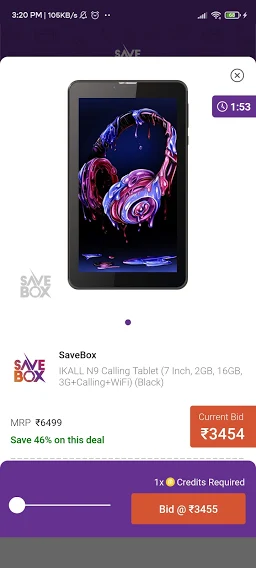 3:20 PM | 105KB/s
68
SAVE
1:53
SAVE
BOX
SAVE
BOX
SaveBox
IKALL N9 Calling Tablet (7 Inch, 2GB, 16GB,
3G+Calling+WiFi) (Black)
MRP ₹6499
Save 46% on this deal
Current Bid
₹3454
1x Credits Required
Bid @ ₹3455